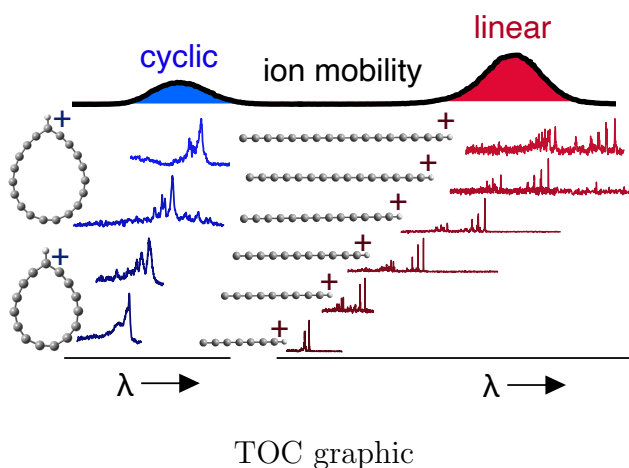 linear
cyclic
ion mobility
+
+
+
+
+
+
+
+
λ →
λ →
TOC graphic